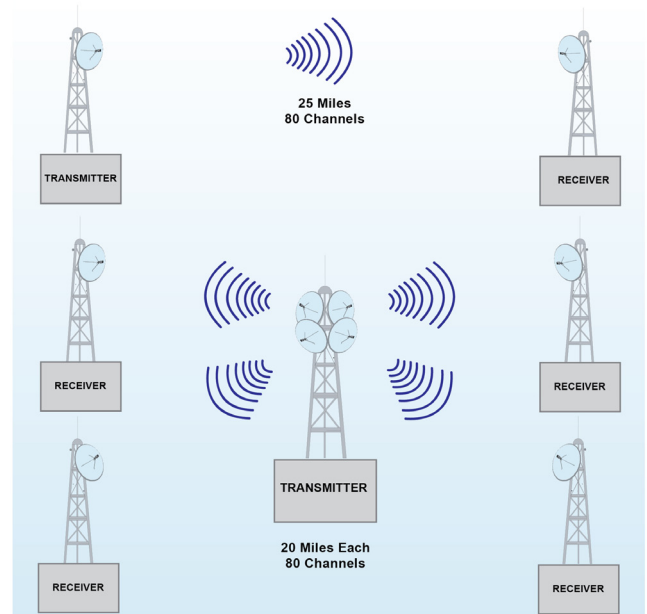 25 Miles
80 Channels
TRANSMITTER
RECEIVER
RECEIVER
RECEIVER
RECEIVER
TRANSMITTER
RECEIVER
20 Miles Each
80 Channels